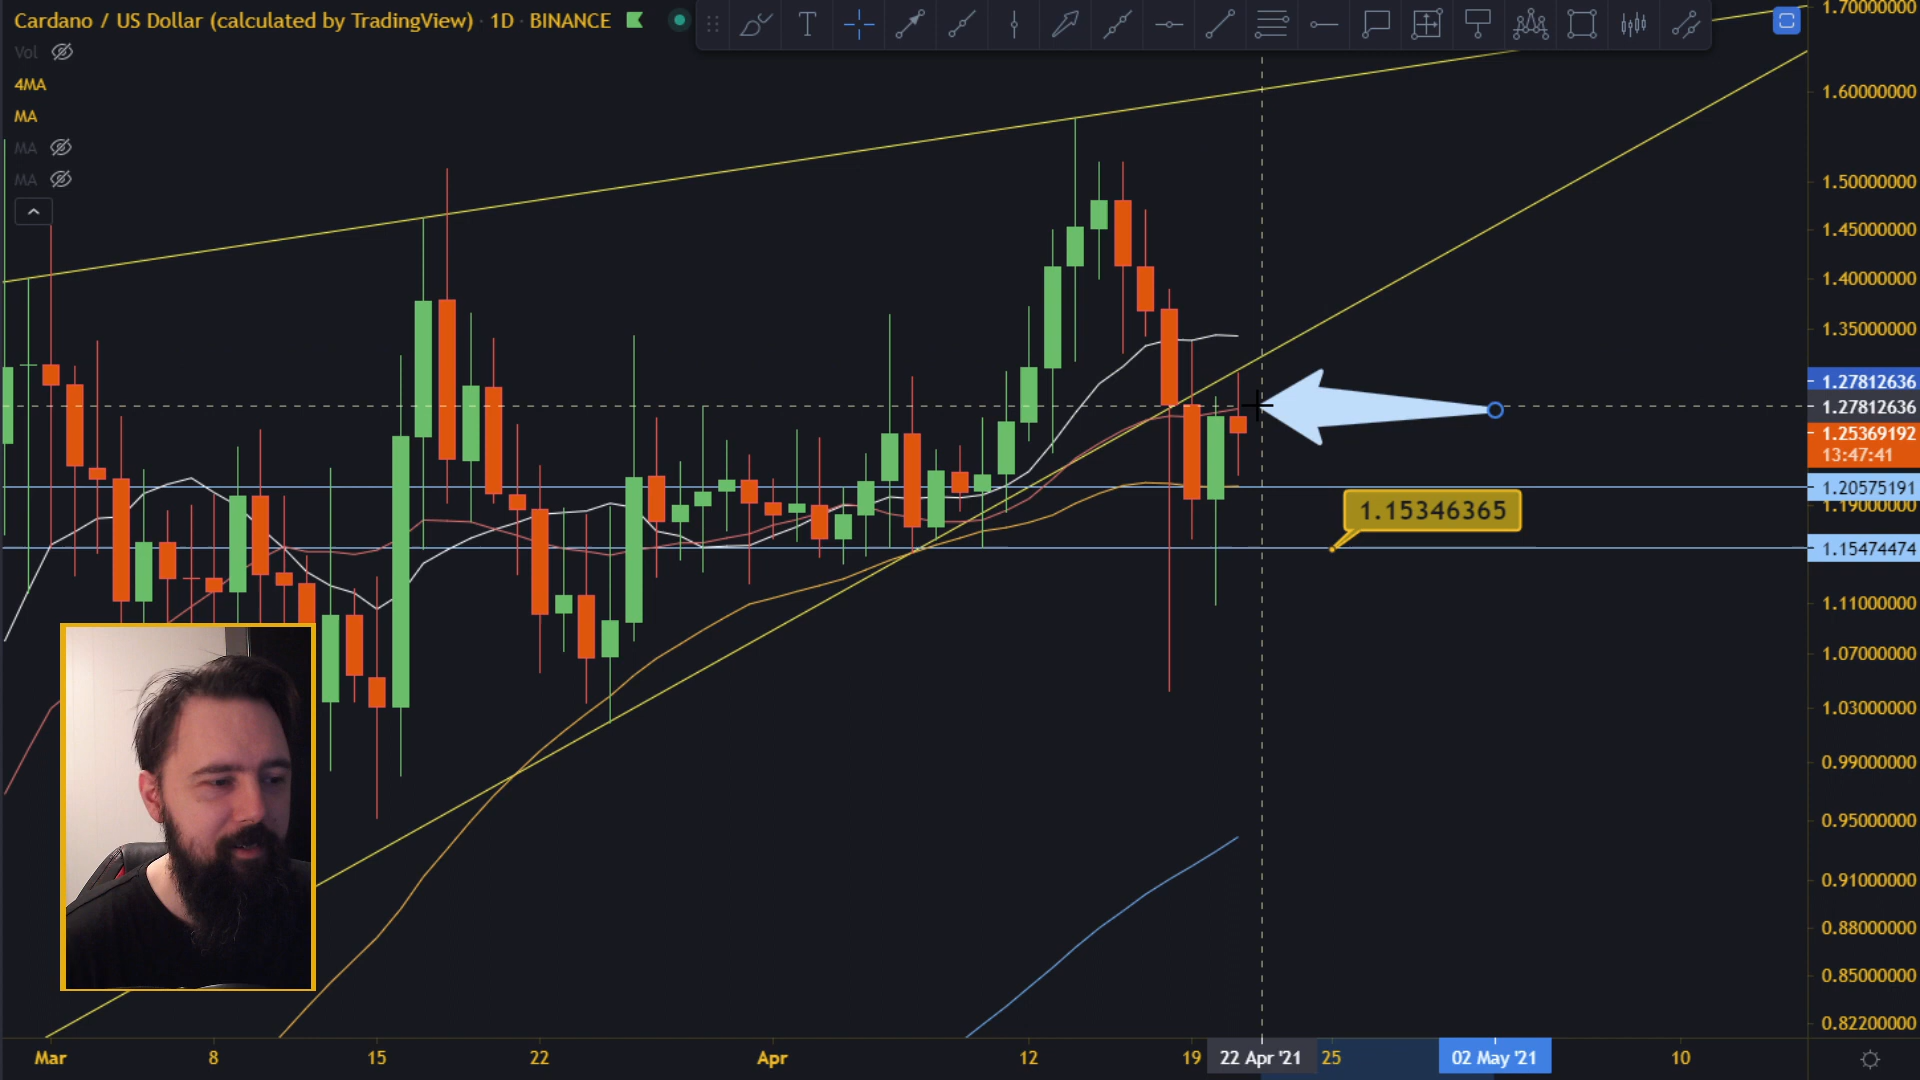 Cardano / US Dollar (calculated by TradingView) · 1D · BINANCE
Vol
4MA
MA
MA
MA
T
1.70000000
1.60000000
1.50000000
1.45000000
1.40000000
1.35000000
1.27812636
1.27812636
1.25369192
13:47:41
1.20575191
1.19000000
1.15346365
1.15474474
1.11000000
1.07000000
1.03000000
0.99000000
0.95000000
0.91000000
0.88000000
0.85000000
0.82200000
Mar 8 15 22 Apr 12 19 22 Apr '21 25 02 May '21 10